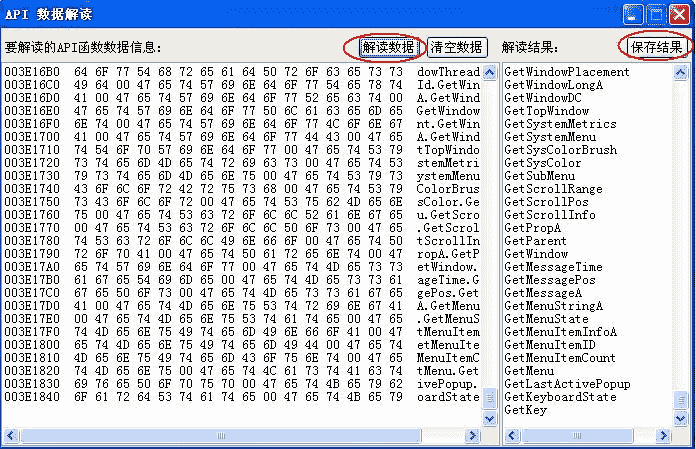 API 数据解读
要解读的API函数数据信息:
解读数据
清空数据
解读结果:
保存结果
003E16B0 64 6F 77 54 68 72 65 61 64 50 72 6F 63 65 73 73 dowThread
003E16C0 49 64 00 47 65 74 57 69 6E 64 6F 77 54 65 78 74 Id.GetWin
003E16D0 41 00 47 65 74 57 69 6E 64 6F 77 52 65 63 74 00 A.GetWind
003E16E0 47 65 74 57 69 6E 64 6F 77 50 6C 61 63 65 6D 65 GetWindow
003E16F0 6E 74 00 47 65 74 57 69 6E 64 6F 77 4C 6F 6E 67 nt.GetWin
003E1700 41 00 47 65 74 57 69 6E 64 6F 77 44 43 00 47 65 A.GetWind
003E1710 74 54 6F 70 57 69 6E 64 6F 77 00 47 65 74 53 79 tTopWindo
003E1720 73 74 65 6D 4D 65 74 72 69 63 73 00 47 65 74 53 stemMetri
003E1730 79 73 74 65 6D 4D 65 6E 75 00 47 65 74 53 79 73 ystemMenu
003E1740 43 6F 6C 6F 72 42 72 75 73 68 00 47 65 74 53 79 ColorBrus
003E1750 73 43 6F 6C 6F 72 00 47 65 74 53 75 62 4D 65 6E sColor.Ge
003E1760 75 00 47 65 74 53 63 72 6F 6C 6C 52 61 6E 67 65 u.GetScro
003E1770 00 47 65 74 53 63 72 6F 6C 6C 50 6F 73 00 47 65 .GetScrol
003E1780 74 53 63 72 6F 6C 6C 49 6E 66 6F 00 47 65 74 50 tScrollIn
003E1790 72 6F 70 41 00 47 65 74 50 61 72 65 6E 74 00 47 ropA.GetP
003E17A0 65 74 57 69 6E 64 6F 77 00 47 65 74 4D 65 73 73 etWindow.
003E17B0 61 67 65 54 69 6D 65 00 47 65 74 4D 65 73 73 61 ageTime.G
003E17C0 67 65 50 6F 73 00 47 65 74 4D 65 73 73 61 67 65 gePos.Get
003E17D0 41 00 47 65 74 4D 65 6E 75 53 74 72 69 6E 67 41 A.GetMenu
003E17E0 00 47 65 74 4D 65 6E 75 53 74 61 74 65 00 47 65 .GetMenuS
003E17F0 74 4D 65 6E 75 49 74 65 6D 49 6E 66 6F 41 00 47 tMenuItem
003E1800 65 74 4D 65 6E 75 49 74 65 6D 49 44 00 47 65 74 etMenuIte
003E1810 4D 65 6E 75 49 74 65 6D 43 6F 75 6E 74 00 47 65 MenuItemC
003E1820 74 4D 65 6E 75 00 47 65 74 4C 61 73 74 41 63 74 tMenu.Get
003E1830 69 76 65 50 6F 70 75 70 00 47 65 74 4B 65 79 62 ivePopup.
003E1840 6F 61 72 64 53 74 61 74 65 00 47 65 74 4B 65 79 oardState
GetWindowPlacement
GetWindowLongA
GetWindowDC
GetTopWindow
GetSystemMetrics
GetSystemMenu
GetSysColorBrush
GetSysColor
GetSubMenu
GetScrollRange
GetScrollPos
GetScrollInfo
GetPropA
GetParent
GetWindow
GetMessageTime
GetMessagePos
GetMessageA
GetMenuStringA
GetMenuState
GetMenuItemInfoA
GetMenuItemID
GetMenuItemCount
GetMenu
GetLastActivePopup
GetKeyboardState
GetKey